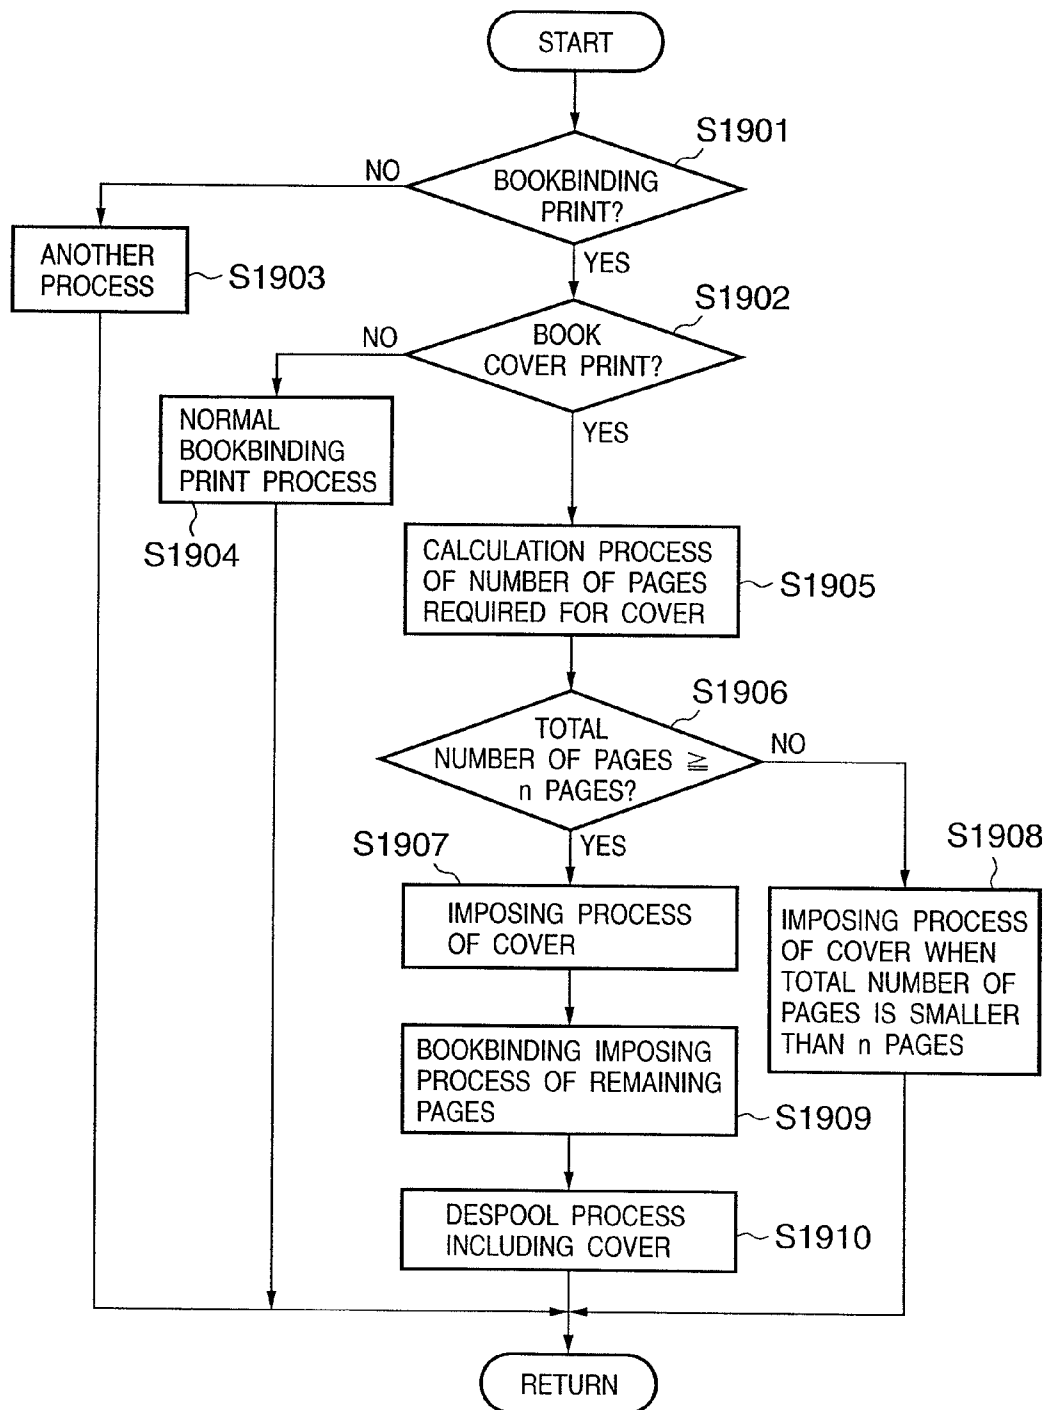 START
S1901
NO
BOOKBINDING
PRINT?
YES
ANOTHER
PROCESS
S1903
S1902
NO
BOOK
COVER PRINT?
YES
NORMAL
BOOKBINDING
PRINT PROCESS
S1904
CALCULATION PROCESS
OF NUMBER OF PAGES
REQUIRED FOR COVER
S1905
S1906
TOTAL
NUMBER OF PAGES ≧
n PAGES?
NO
YES
S1907
IMPOSING PROCESS
OF COVER
S1908
IMPOSING PROCESS
OF COVER WHEN
TOTAL NUMBER OF
PAGES IS SMALLER
THAN n PAGES
BOOKBINDING IMPOSING
PROCESS OF REMAINING
PAGES
S1909
DESPOOL PROCESS
INCLUDING COVER
S1910
RETURN